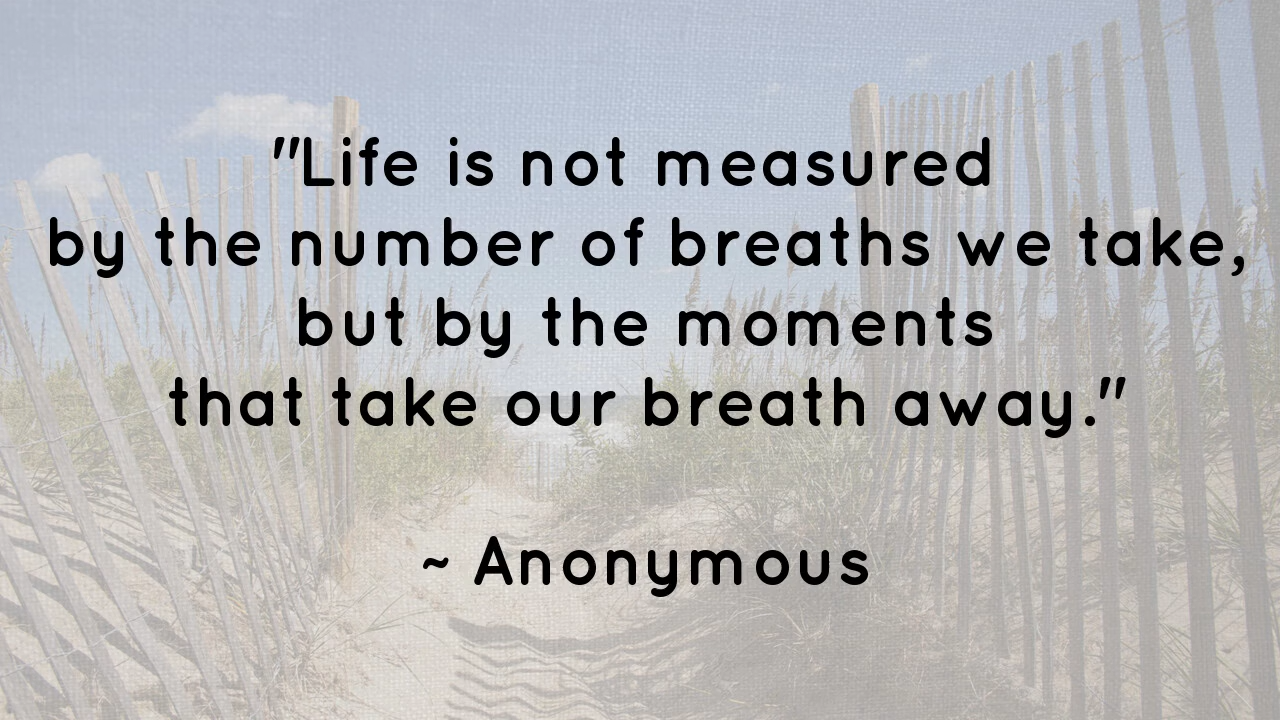 "Life is not measured
by the number of breaths we take,
but by the moments
that take our breath away."
~ Anonymous